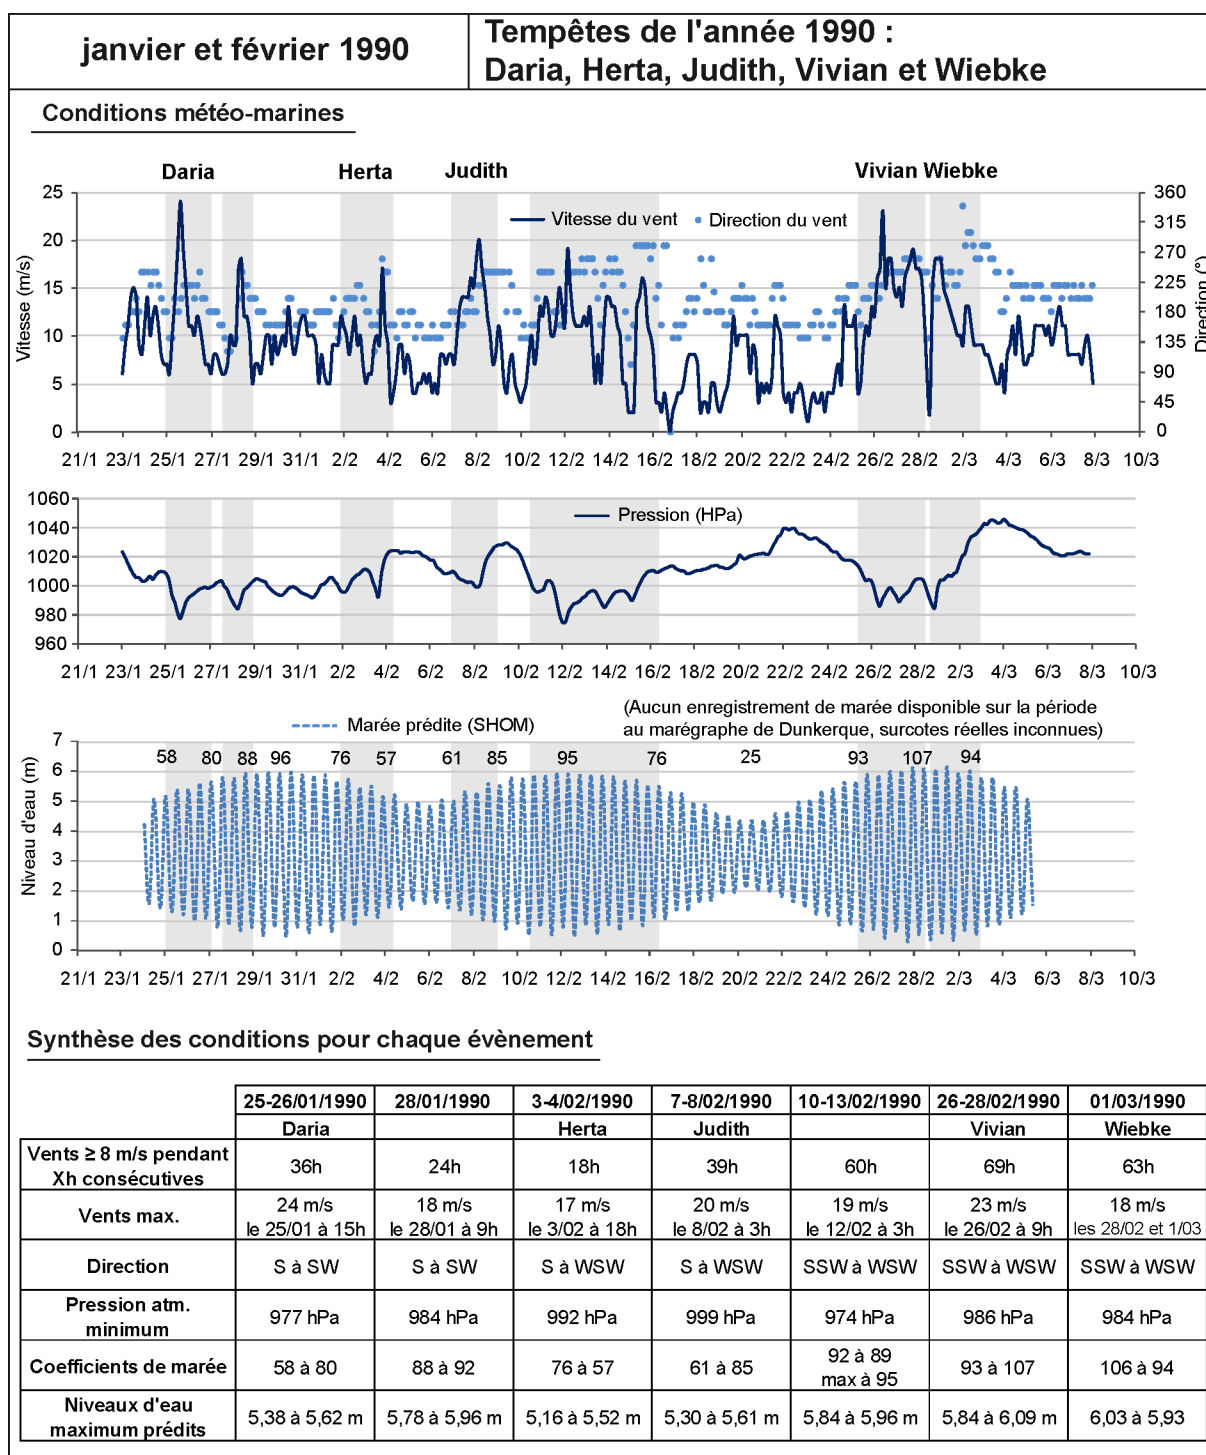 janvier et février 1990
Tempêtes de l'année 1990 :
Daria, Herta, Judith, Vivian et Wiebke
Conditions météo-marines
Daria Herta Judith Vivian Wiebke
Vitesse du vent Direction du vent
Vitesse (m/s)
25
20
15
10
5
0
Direction (°)
360
315
270
225
180
135
90
45
0
21/1 23/1 25/1 27/1 29/1 31/1 2/2 4/2 6/2 8/2 10/2 12/2 14/2 16/2 18/2 20/2 22/2 24/2 26/2 28/2 2/3 4/3 6/3 8/3 10/3
Pression (HPa)
1060
1040
1020
1000
980
960
21/1 23/1 25/1 27/1 29/1 31/1 2/2 4/2 6/2 8/2 10/2 12/2 14/2 16/2 18/2 20/2 22/2 24/2 26/2 28/2 2/3 4/3 6/3 8/3 10/3
Marée prédite (SHOM)
(Aucun enregistrement de marée disponible sur la période
au marégraphe de Dunkerque, surcotes réelles inconnues)
Niveau d'eau (m)
7
6
5
4
3
2
1
0
58 80 88 96 76 57 61 85 95 76 25 93 107 94
21/1 23/1 25/1 27/1 29/1 31/1 2/2 4/2 6/2 8/2 10/2 12/2 14/2 16/2 18/2 20/2 22/2 24/2 26/2 28/2 2/3 4/3 6/3 8/3 10/3
Synthèse des conditions pour chaque évènement
25-26/01/1990 28/01/1990 3-4/02/1990 7-8/02/1990 10-13/02/1990 26-28/02/1990 01/03/1990
Daria Herta Judith Vivian Wiebke
Vents ≥ 8 m/s pendant
Xh consécutives
36h 24h 18h 39h 60h 69h 63h
Vents max.
24 m/s 18 m/s 17 m/s 20 m/s 19 m/s 23 m/s 18 m/s
le 25/01 à 15h le 28/01 à 9h le 3/02 à 18h le 8/02 à 3h le 12/02 à 3h le 26/02 à 9h les 28/02 et 1/03
Direction S à SW S à SW S à WSW S à WSW SSW à WSW SSW à WSW SSW à WSW
Pression atm.
minimum
977 hPa 984 hPa 992 hPa 999 hPa 974 hPa 986 hPa 984 hPa
Coefficients de marée 58 à 80 88 à 92 76 à 57 61 à 85 92 à 89 93 à 107 106 à 94
max à 95
Niveaux d'eau
maximum prédits
5,38 à 5,62 m 5,78 à 5,96 m 5,16 à 5,52 m 5,30 à 5,61 m 5,84 à 5,96 m 5,84 à 6,09 m 6,03 à 5,93